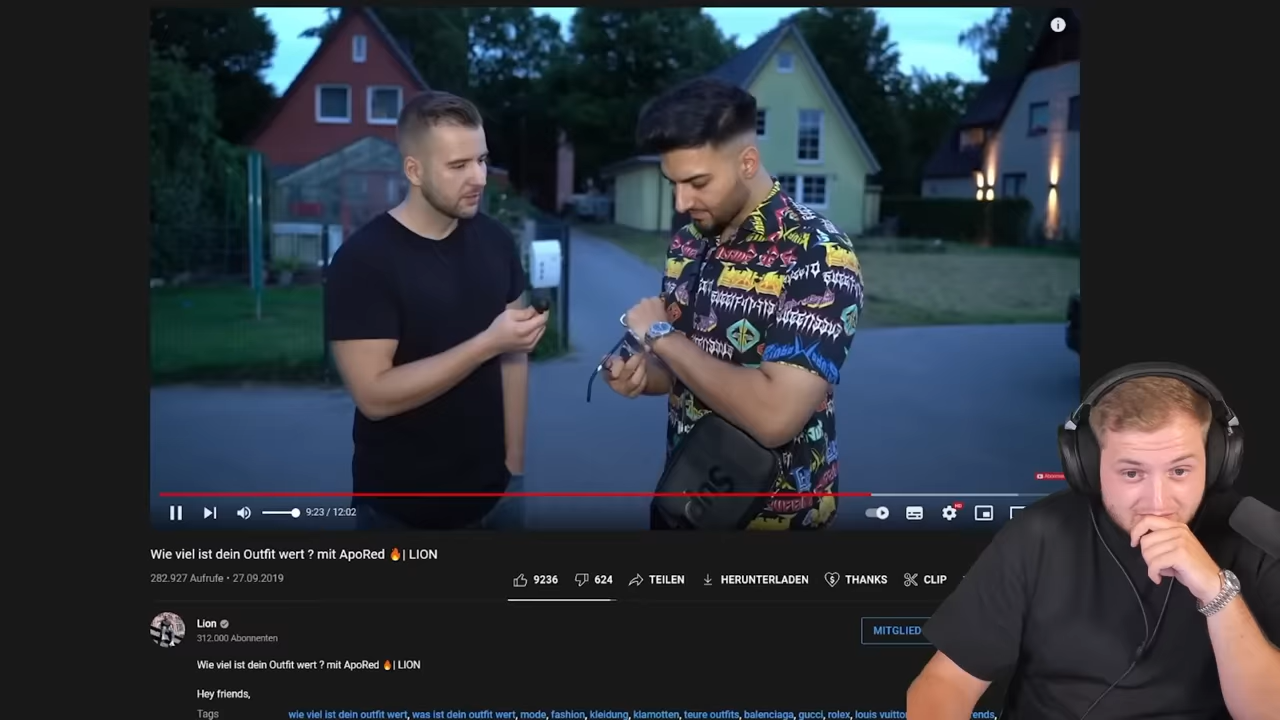 9:23 / 12:02
Wie viel ist dein Outfit wert ? mit ApoRed 🔥| LION
282.927 Aufrufe • 27.09.2019
9236
624
TEILEN
HERUNTERLADEN
THANKS
CLIP
Lion
312.000 Abonnenten
MITGLIED
Wie viel ist dein Outfit wert ? mit ApoRed 🔥| LION
Hey friends,
Tags wie viel ist dein outfit wert, was ist dein outfit wert, mode, fashion, kleidung, klamotten, teure outfits, balenciaga, gucci, rolex, louis vuitto